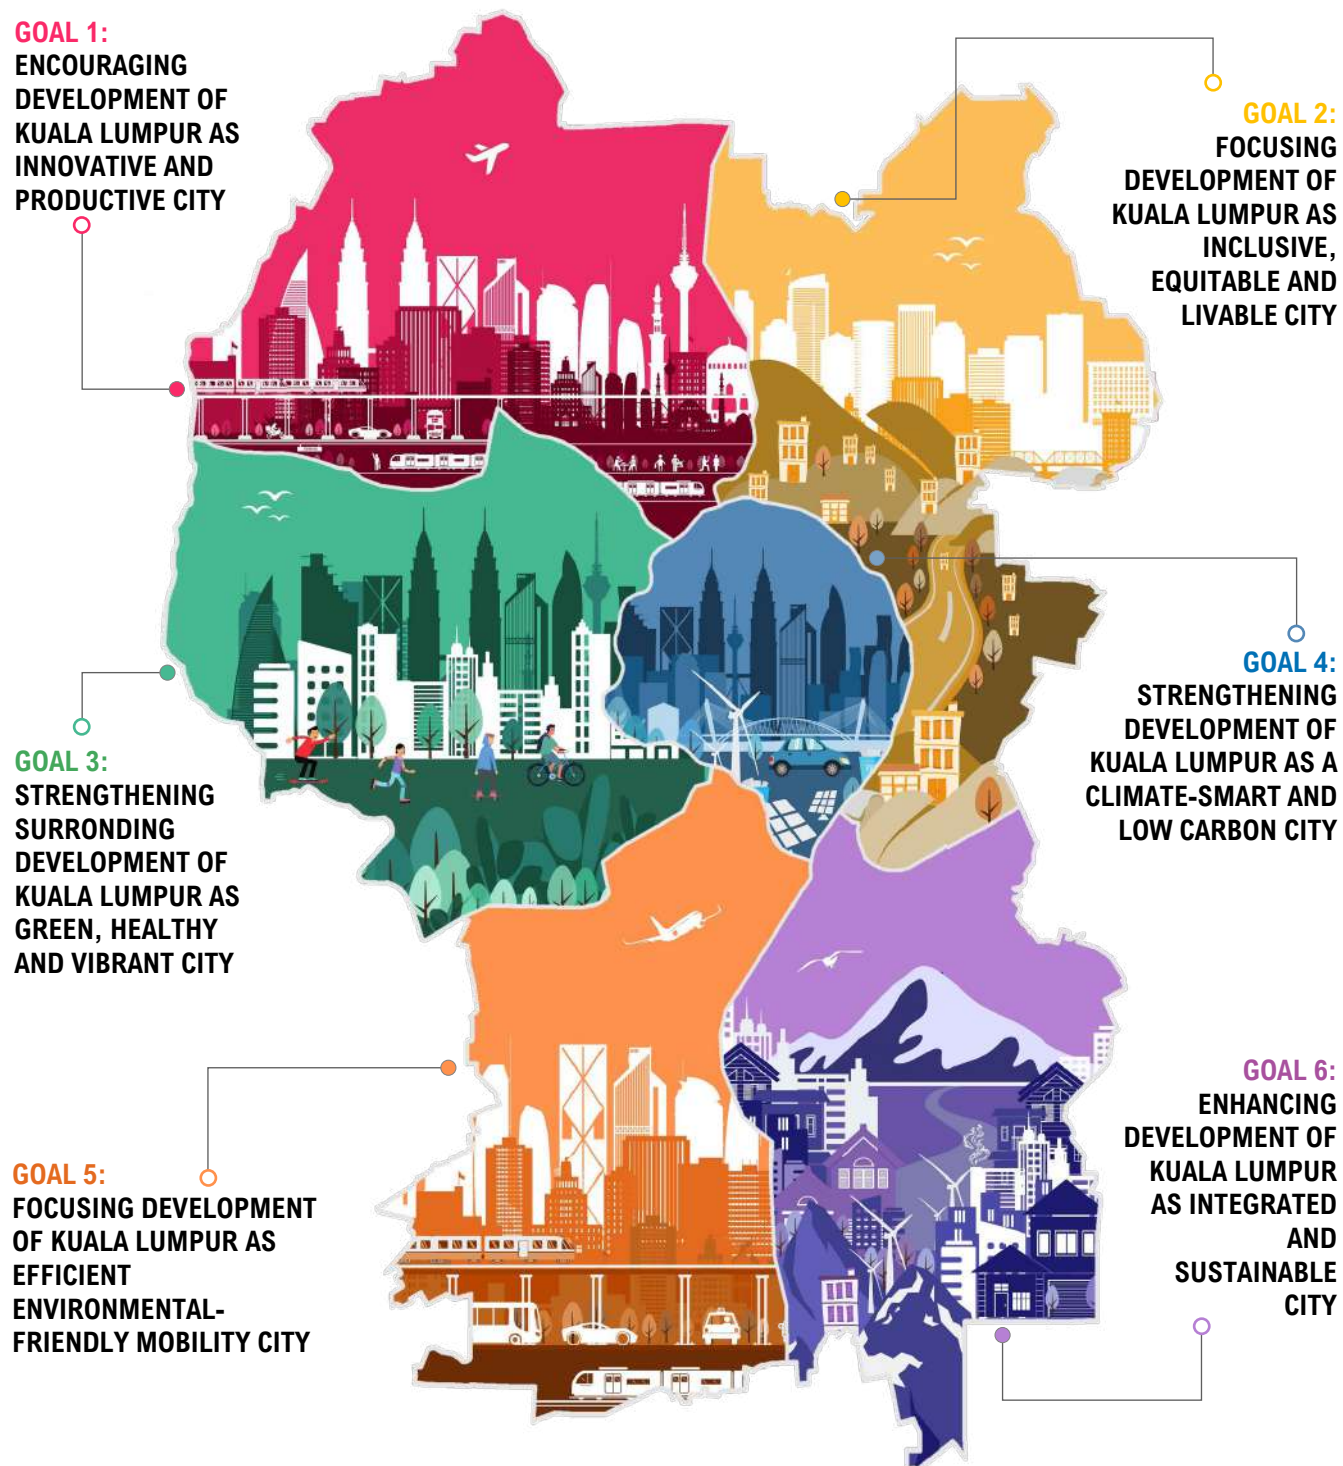 GOAL 1:
ENCOURAGING
DEVELOPMENT OF
KUALA LUMPUR AS
INNOVATIVE AND
PRODUCTIVE CITY
GOAL 2:
FOCUSING
DEVELOPMENT OF
KUALA LUMPUR AS
INCLUSIVE,
EQUITABLE AND
LIVABLE CITY
GOAL 3:
STRENGTHENING
SURRONDING
DEVELOPMENT OF
KUALA LUMPUR AS
GREEN, HEALTHY
AND VIBRANT CITY
GOAL 4:
STRENGTHENING
DEVELOPMENT OF
KUALA LUMPUR AS A
CLIMATE-SMART AND
LOW CARBON CITY
GOAL 5:
FOCUSING DEVELOPMENT
OF KUALA LUMPUR AS
EFFICIENT
ENVIRONMENTAL-
FRIENDLY MOBILITY CITY
GOAL 6:
ENHANCING
DEVELOPMENT OF
KUALA LUMPUR
AS INTEGRATED
AND
SUSTAINABLE
CITY